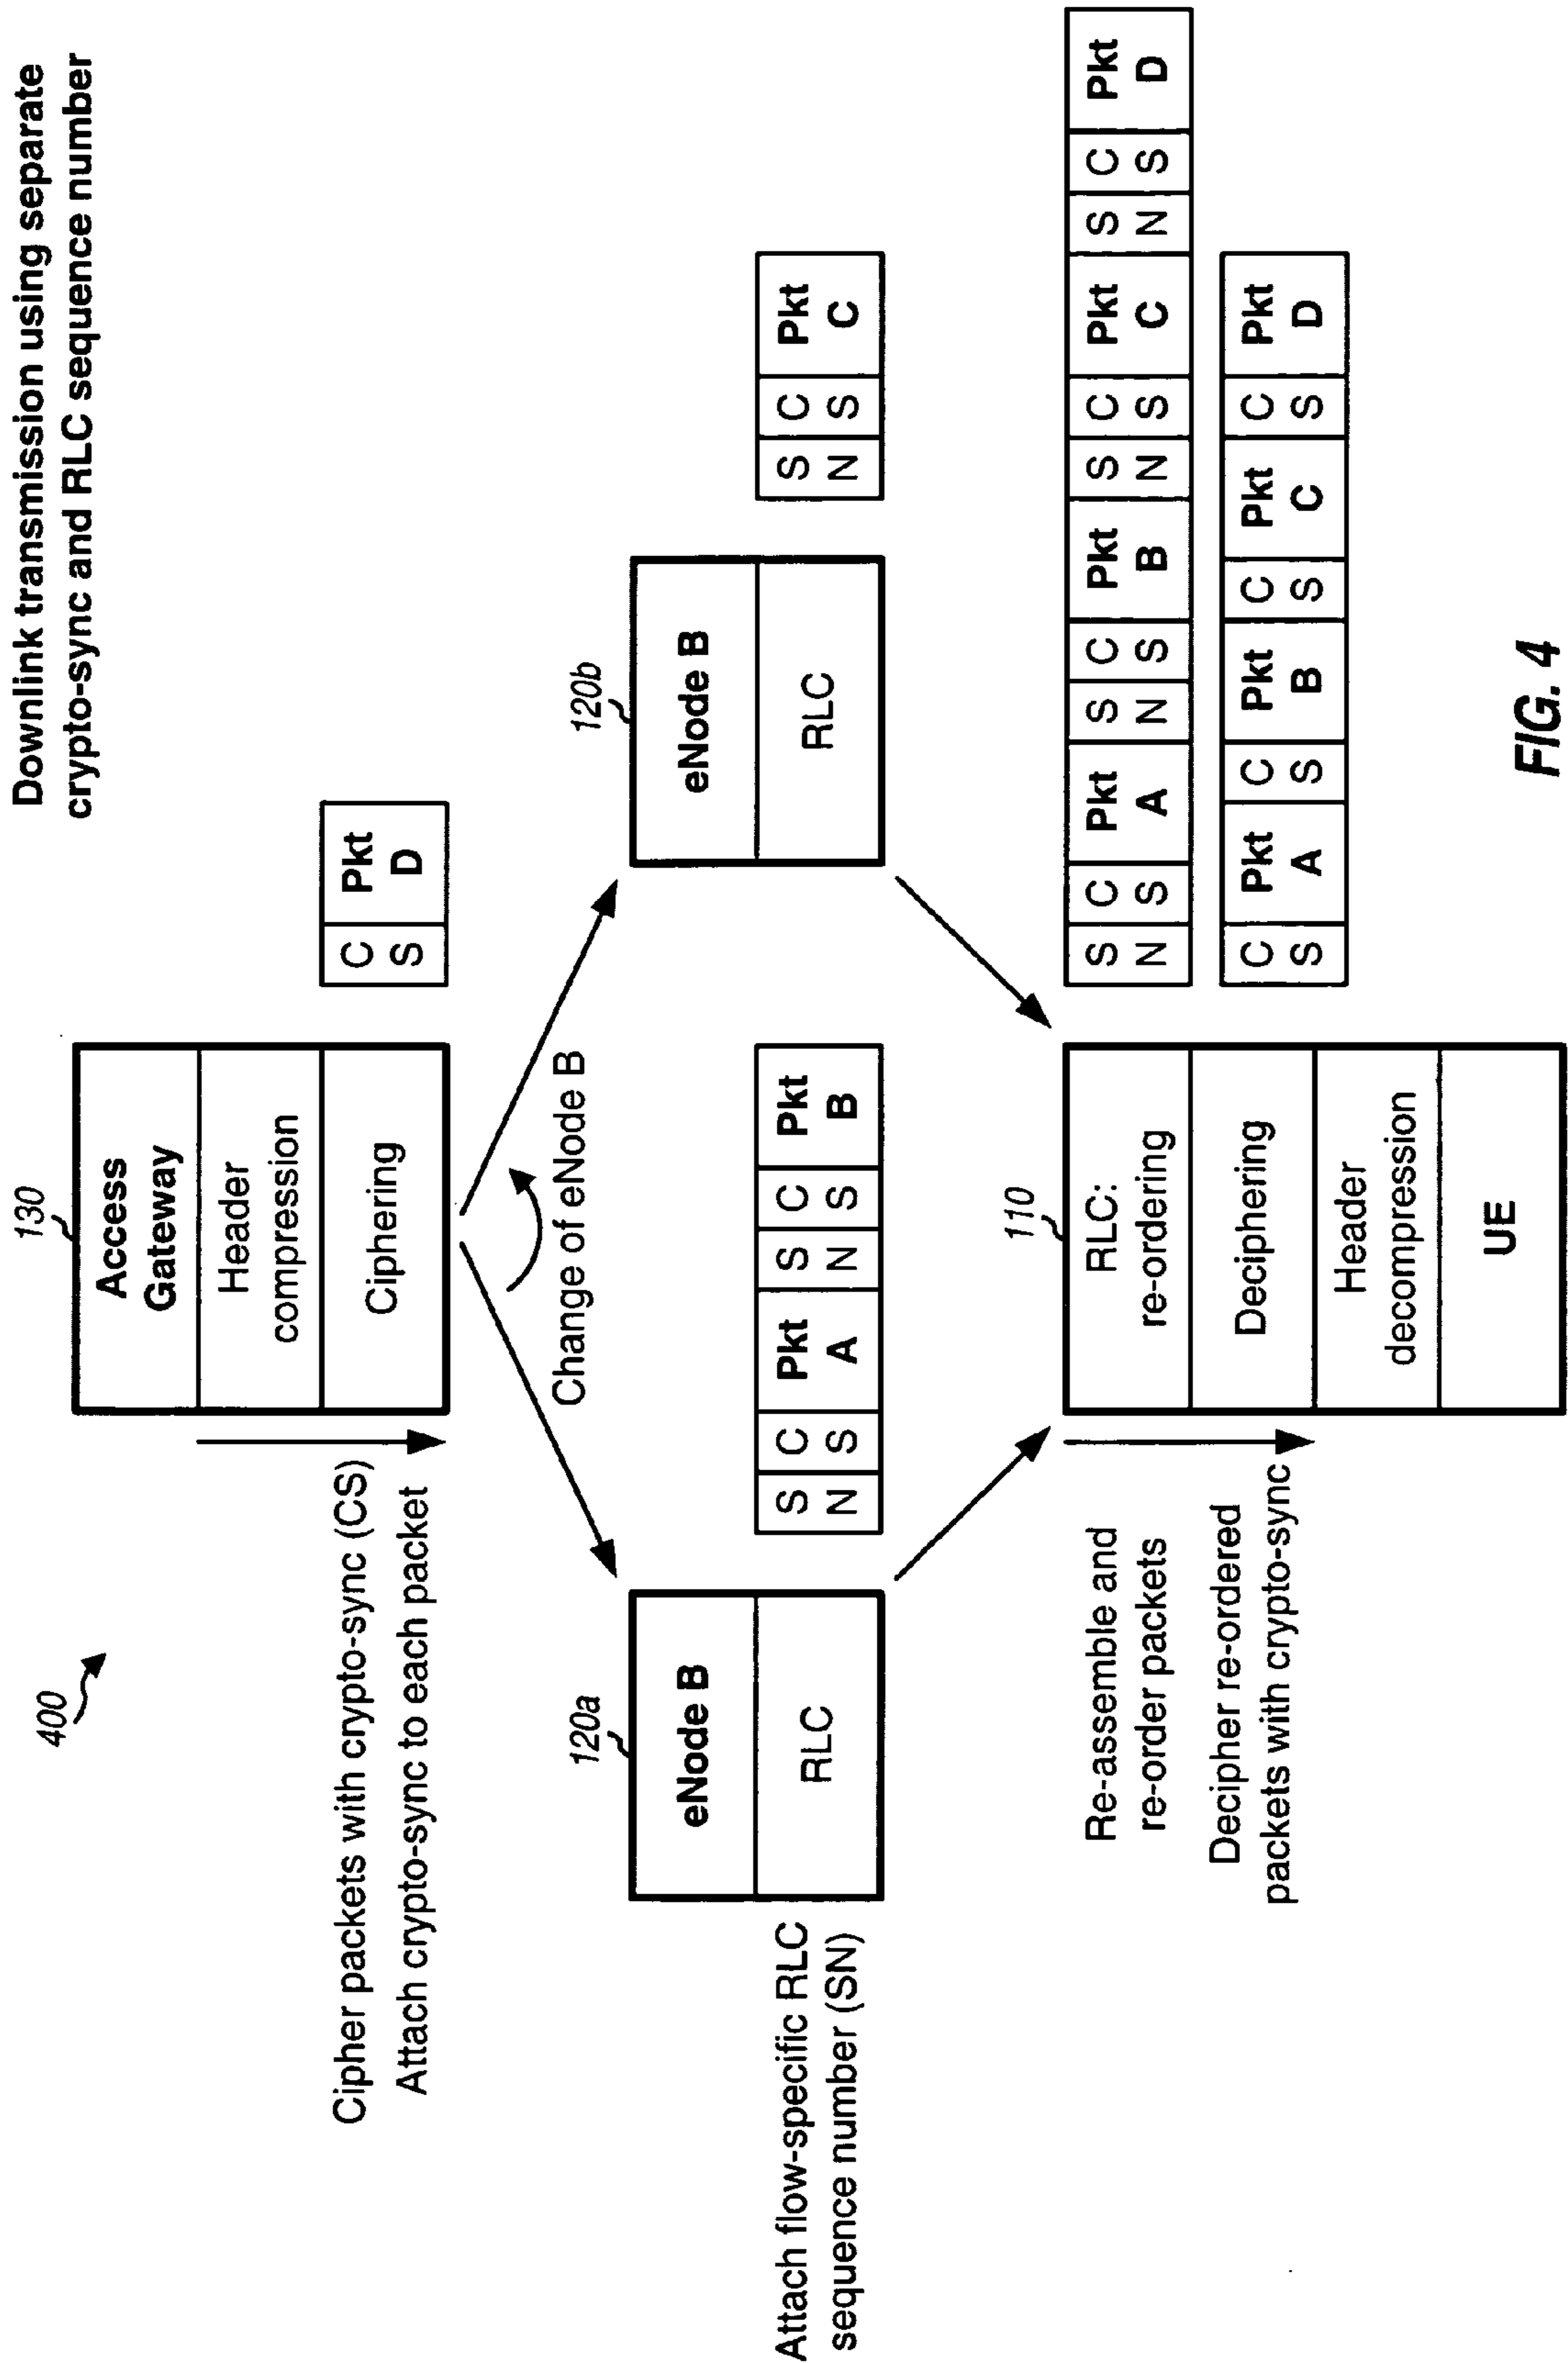 Downlink transmission using separate
crypto-sync and RLC sequence number
400
130
Access
Gateway
Header
compression
Ciphering
Cipher packets with crypto-sync (CS)
Attach crypto-sync to each packet
C S Pkt D
Change of eNode B
120a
eNode B
RLC
120b
eNode B
RLC
Attach flow-specific RLC
sequence number (SN)
S N C S Pkt A S N C S Pkt B
S N C S Pkt C
110
RLC:
re-ordering
Deciphering
Header
decompression
UE
Re-assemble and
re-order packets
Decipher re-ordered
packets with crypto-sync
S N C S Pkt A S N C S Pkt B S N C S Pkt C S N C S Pkt D
C S Pkt A C S Pkt B C S Pkt C C S Pkt D
FIG. 4